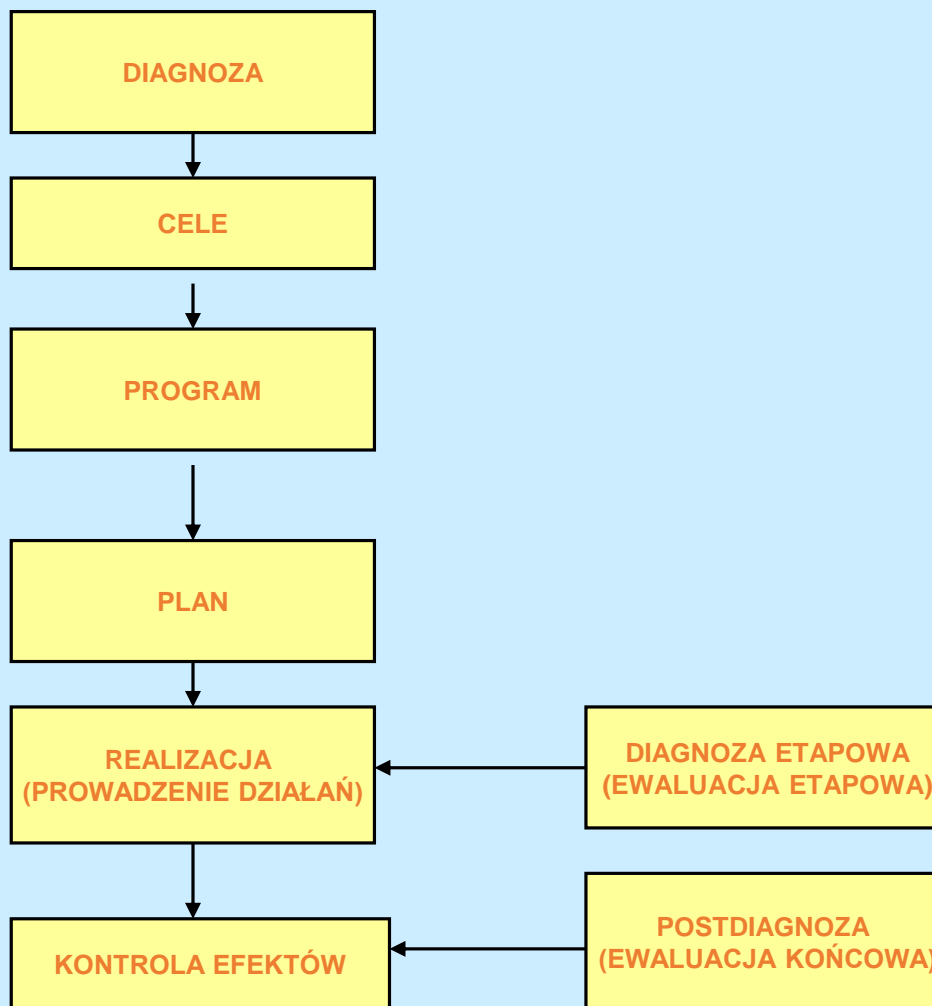 DIAGNOZA
CELE
PROGRAM
PLAN
REALIZACJA
(PROWADZENIE DZIAŁAŃ)
DIAGNOZA ETAPOWA
(EWALUACJA ETAPOWA)
KONTROLA EFEKTÓW
POSTDIAGNOZA
(EWALUACJA KOŃCOWA)